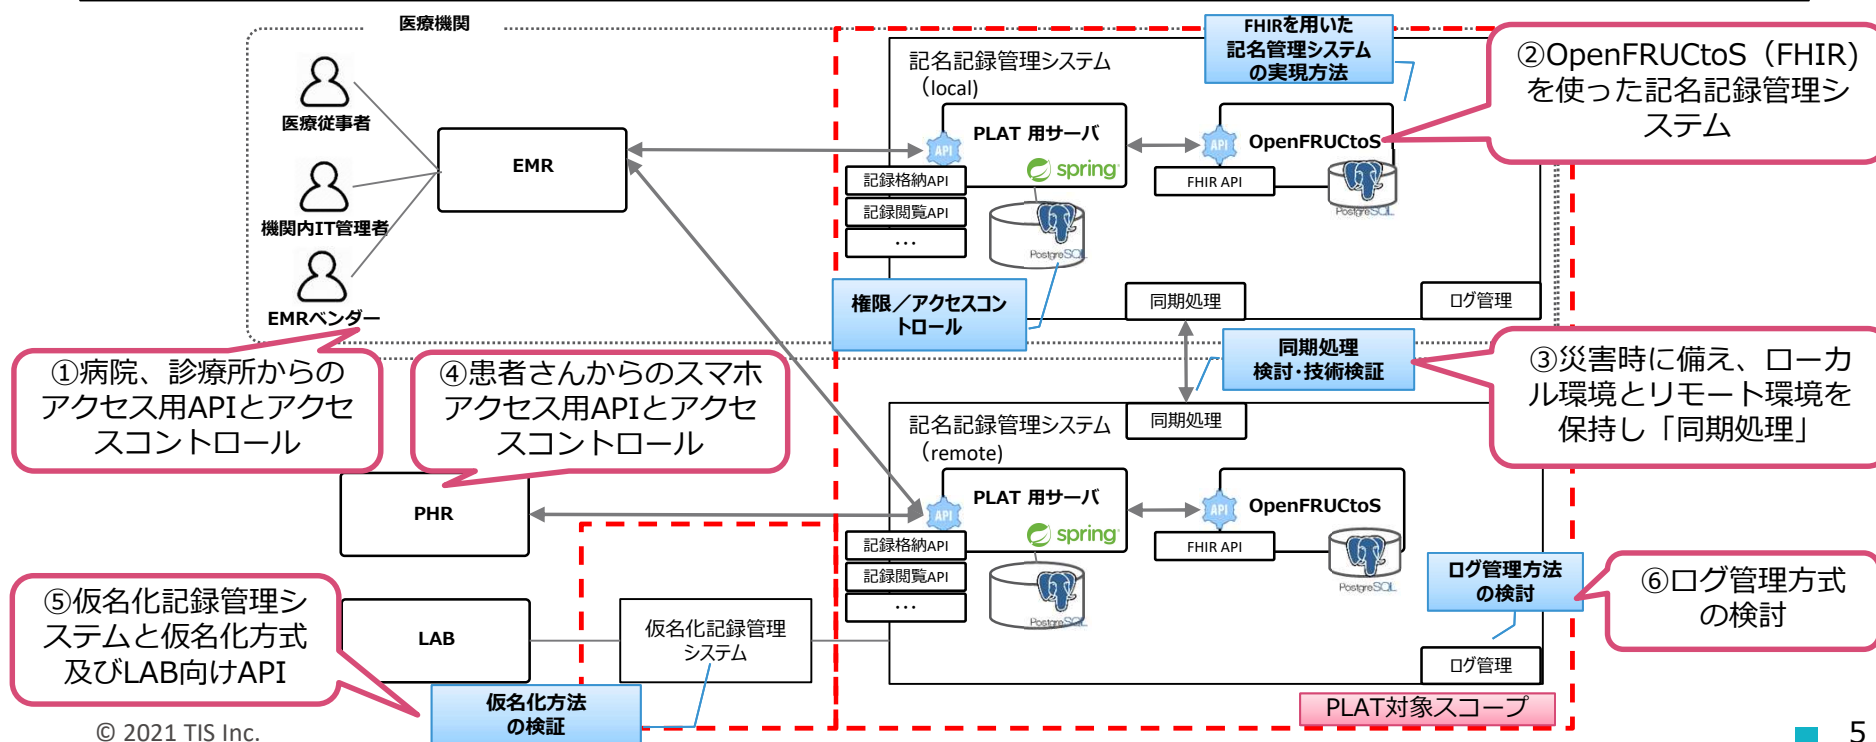 医療機関
医療従事者
機関内IT管理者
EMRベンダー
EMR
記名記録管理システム
（local)
PLAT 用サーバ
API
spring
記録格納API
記録閲覧API
…
PostgreSQL
API
OpenFRUCtoS
FHIR API
PostgreSQL
FHIRを用いた
記名管理システム
の実現方法
②OpenFRUCtoS（FHIR)
を使った記名記録管理シ
ステム
権限／アクセスコン
トロール
同期処理
ログ管理
同期処理
検討・技術検証
③災害時に備え、ローカ
ル環境とリモート環境を
保持し「同期処理」
①病院、診療所からの
アクセス用APIとアクセ
スコントロール
④患者さんからのスマホ
アクセス用APIとアクセ
スコントロール
PHR
記名記録管理システム
（remote)
同期処理
PLAT 用サーバ
API
spring
記録格納API
記録閲覧API
…
PostgreSQL
API
OpenFRUCtoS
FHIR API
PostgreSQL
ログ管理方法
の検討
⑥ログ管理方式
の検討
ログ管理
⑤仮名化記録管理シ
ステムと仮名化方式
及びLAB向けAPI
LAB
仮名化記録管理
システム
仮名化方法
の検証
PLAT対象スコープ
© 2021 TIS Inc.
5